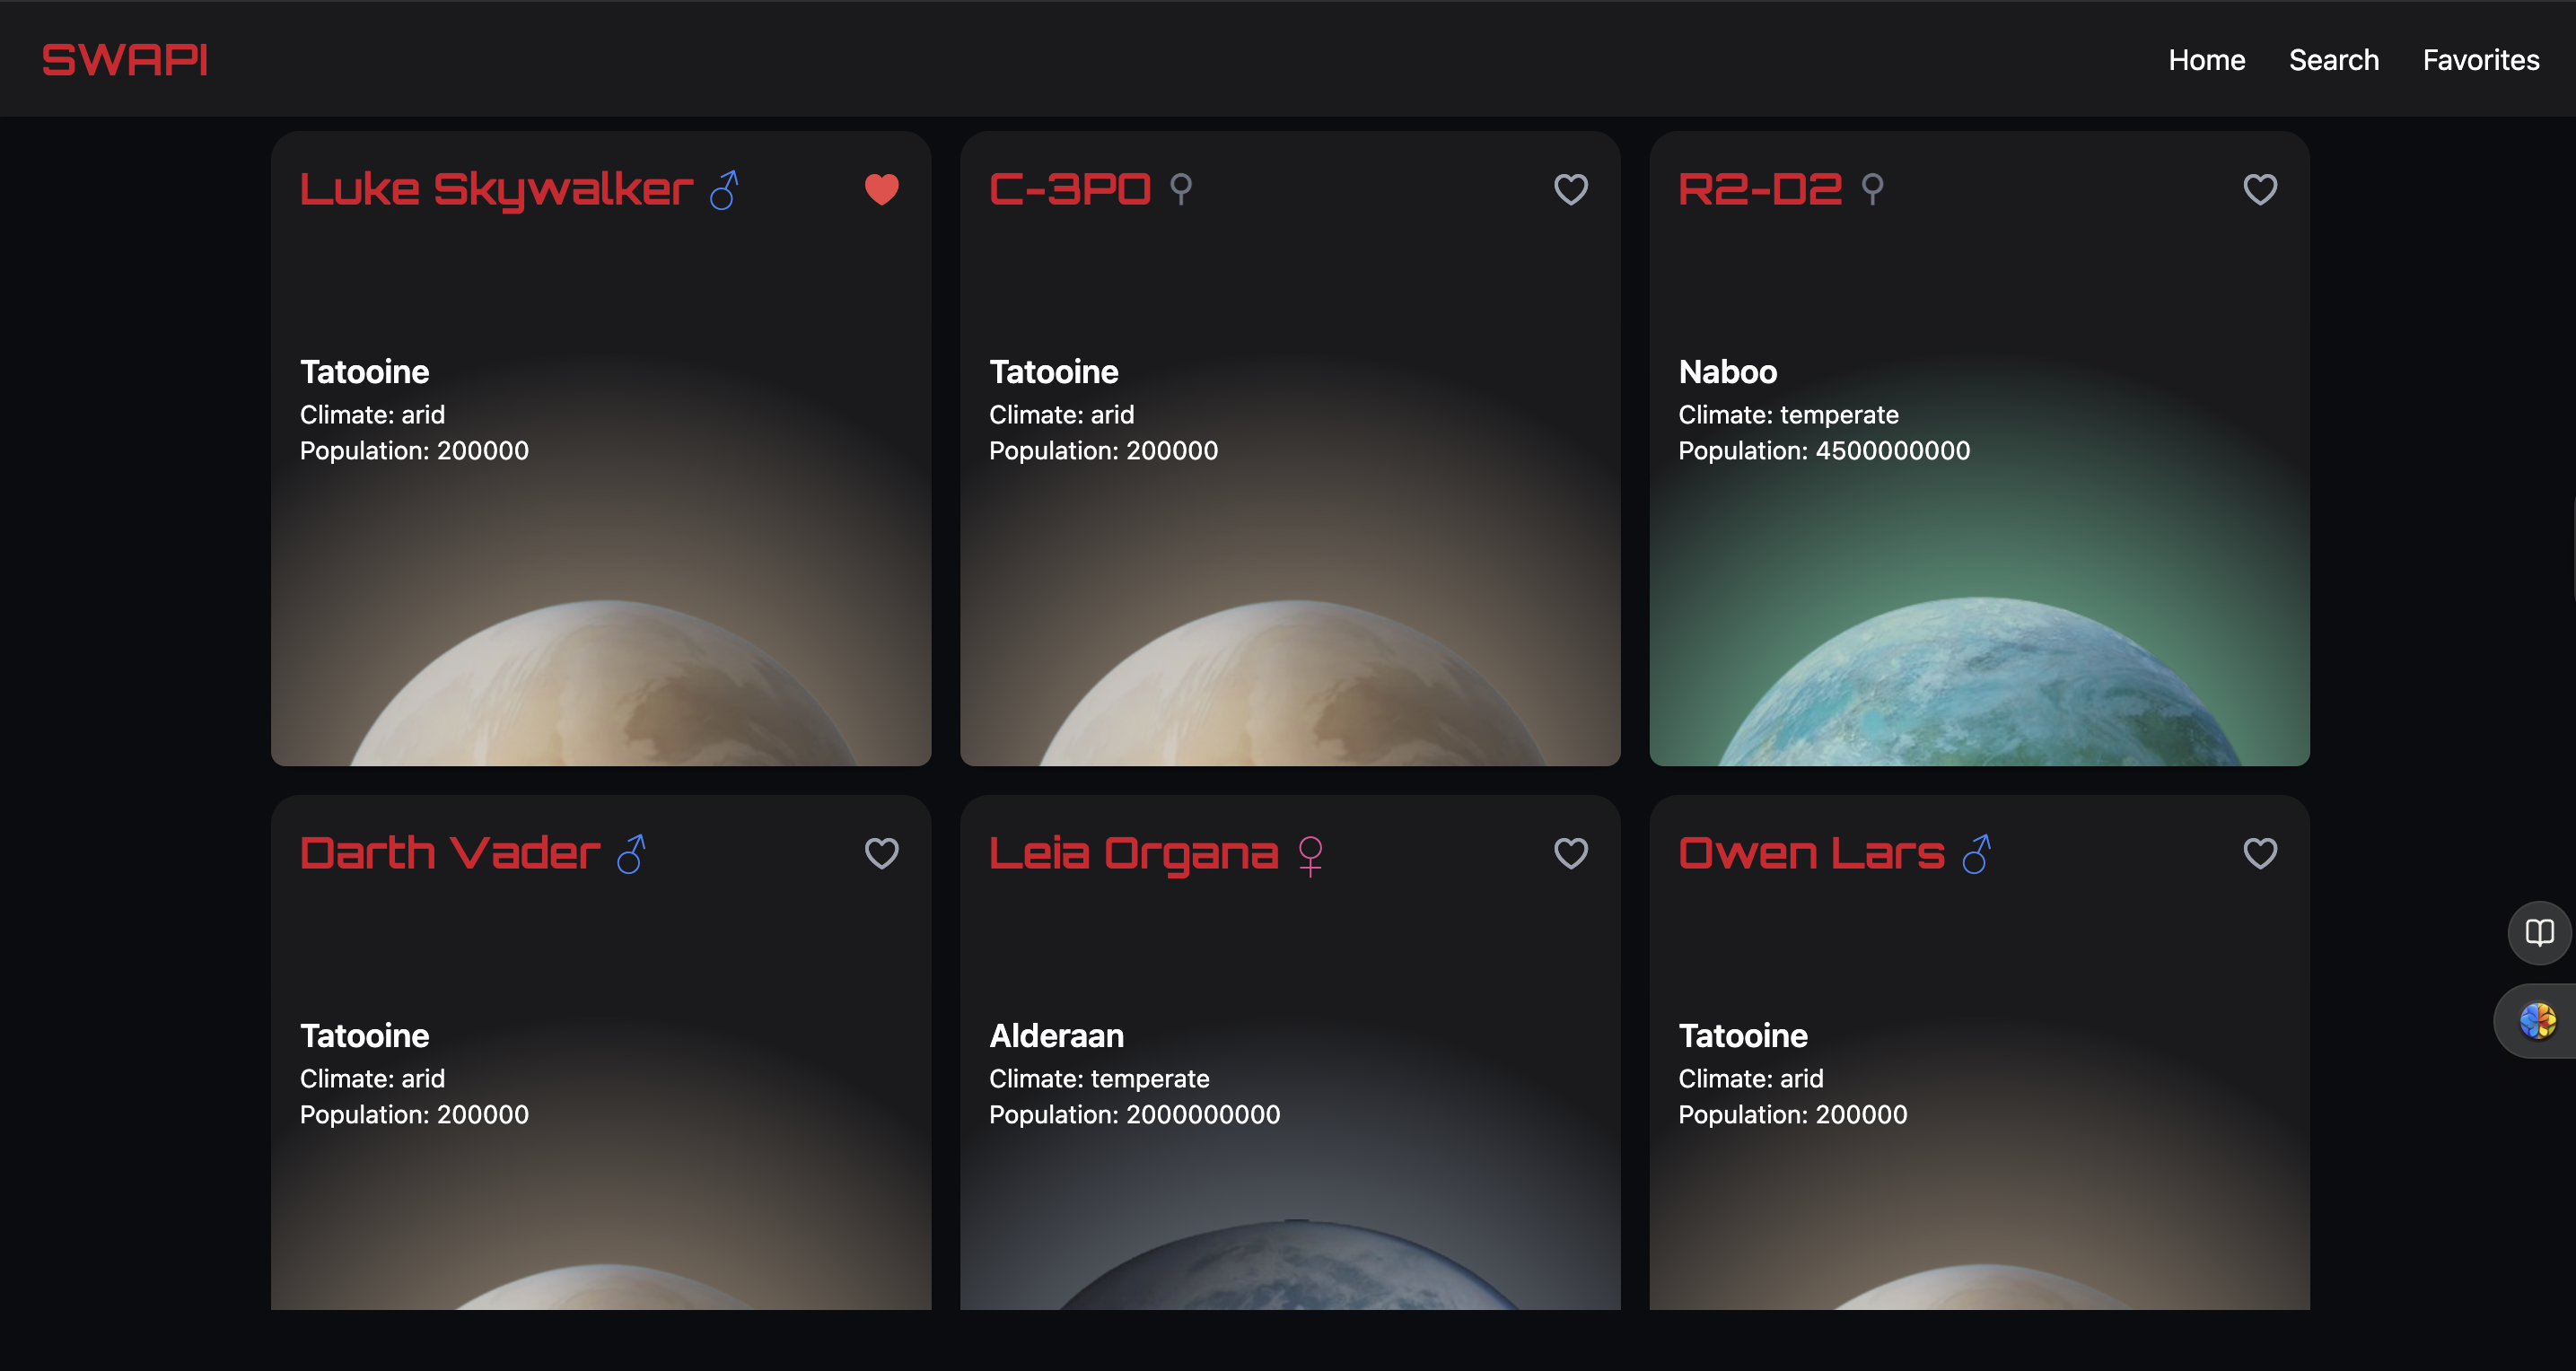 SWAPI
Home Search Favorites
Luke Skywalker ♂
Tatooine
Climate: arid
Population: 200000
C-3PO ⚲
Tatooine
Climate: arid
Population: 200000
R2-D2 ⚲
Naboo
Climate: temperate
Population: 4500000000
Darth Vader ♂
Tatooine
Climate: arid
Population: 200000
Leia Organa ♀
Alderaan
Climate: temperate
Population: 2000000000
Owen Lars ♂
Tatooine
Climate: arid
Population: 200000